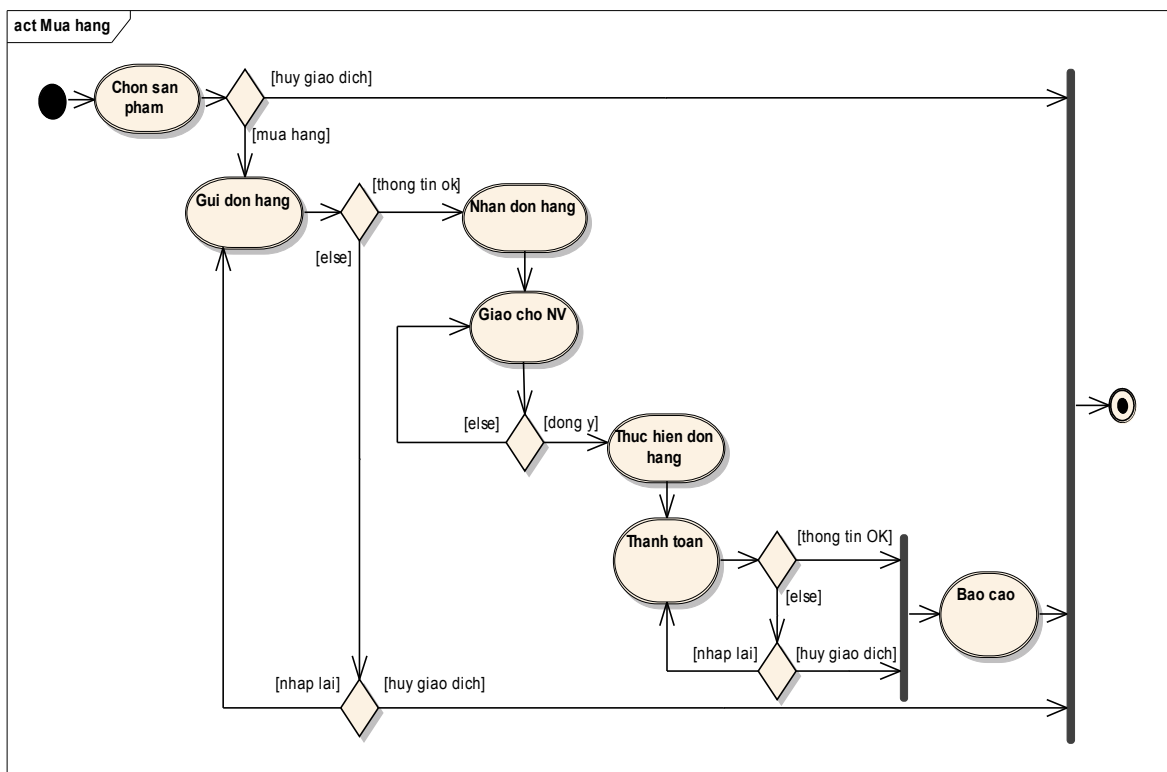 act Mua hang
[huy giao dich]
Chon san
pham
[mua hang]
[thong tin ok]
Gui don hang
Nhan don hang
[else]
Giao cho NV
[else]
[dong y]
Thuc hien don
hang
[thong tin OK]
Thanh toan
[else]
Bao cao
[nhap lai]
[huy giao dich]
[nhap lai]
[huy giao dich]